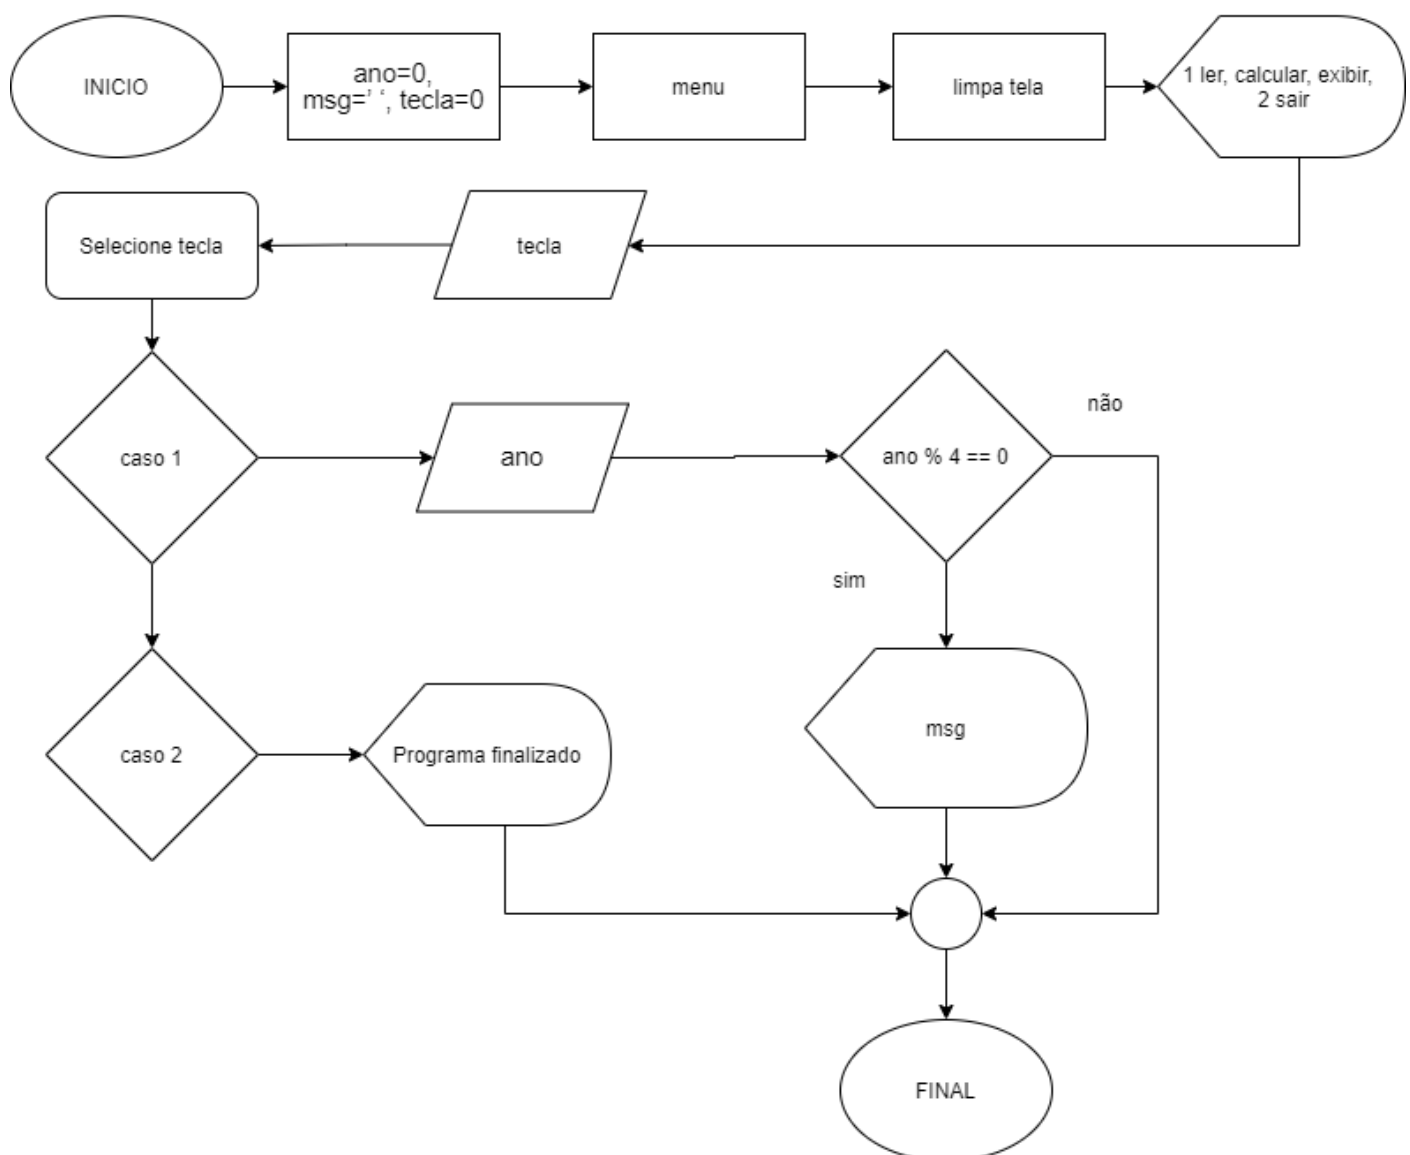 INICIO
ano=0,
msg=’ ‘, tecla=0
menu
limpa tela
1 ler, calcular, exibir,
2 sair
Selecione tecla
tecla
caso 1
ano
ano % 4 == 0
não
sim
msg
caso 2
Programa finalizado
FINAL